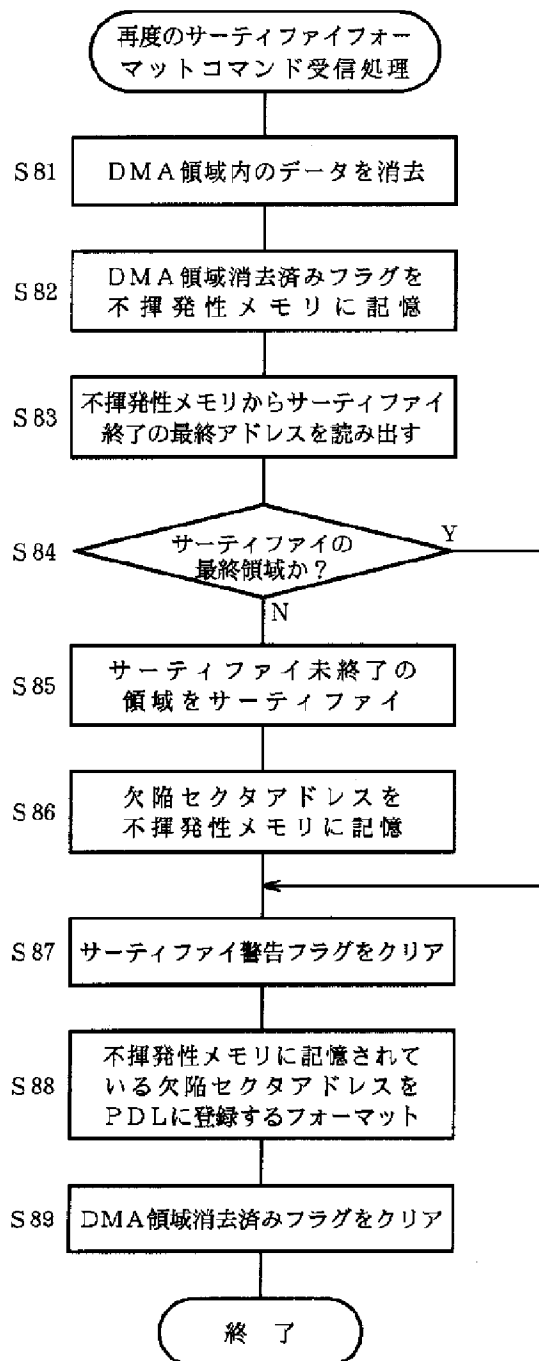 再度のサーティファイフォー
マットコマンド受信処理
S81
DMA領域内のデータを消去
S82
DMA領域消去済みフラグを
不揮発性メモリに記憶
S83
不揮発性メモリからサーティファイ
終了の最終アドレスを読み出す
S84
サーティファイの
最終領域か?
Y
N
S85
サーティファイ未終了の
領域をサーティファイ
S86
欠陥セクタアドレスを
不揮発性メモリに記憶
S87
サーティファイ警告フラグをクリア
S88
不揮発性メモリに記憶されて
いる欠陥セクタアドレスを
PDLに登録するフォーマット
S89
DMA領域消去済みフラグをクリア
終了